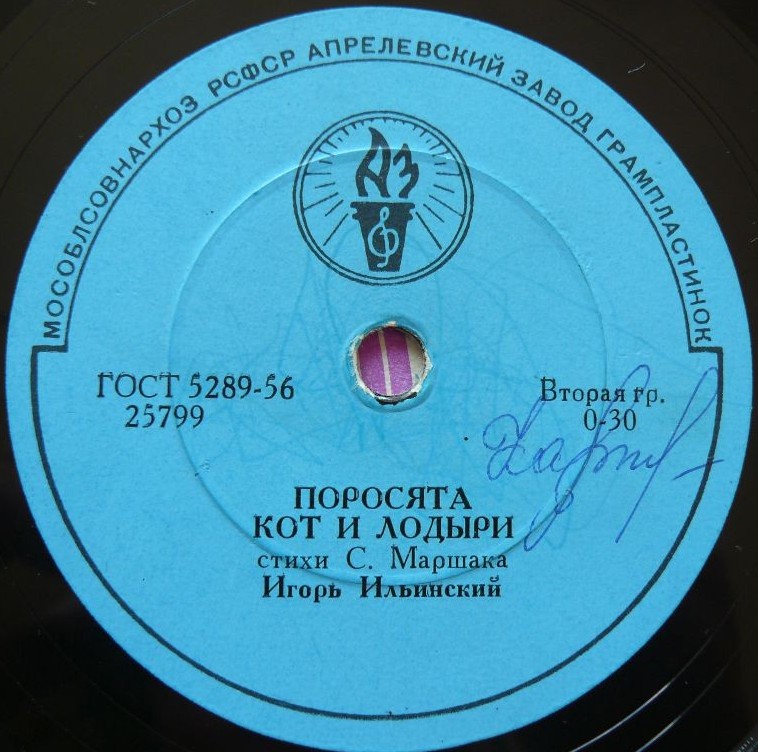 МОСОБЛСОВНАРХОЗ РСФСР АПРЕЛЕВСКИЙ ЗАВОД ГРАМПЛАСТИНОК
АЗ
ГОСТ 5289-56
25799
Вторая гр.
0-30
ПОРОСЯТА
КОТ И ЛОДЫРИ
стихи С. Маршака
Игорь Ильинский